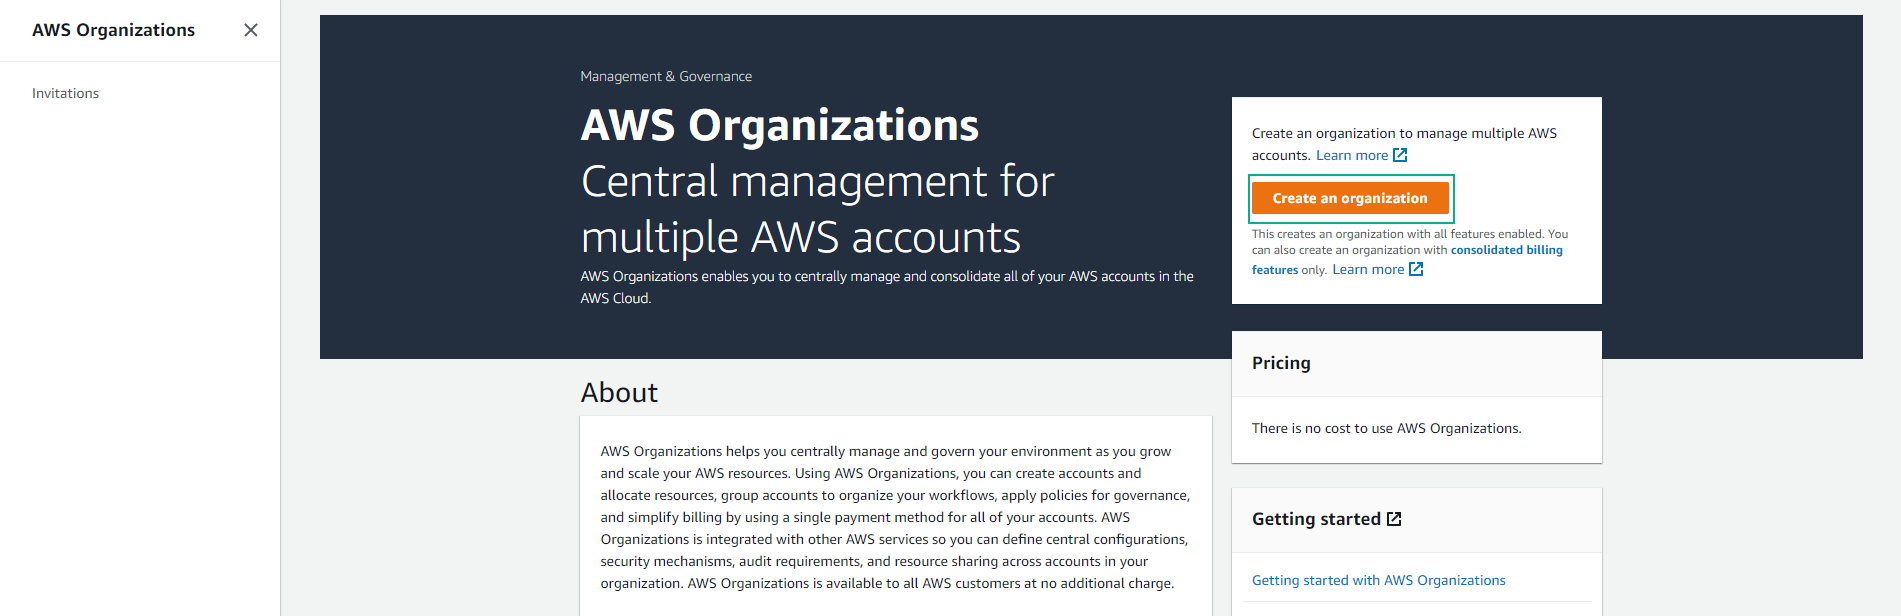 AWS Organizations
Invitations
Management & Governance
AWS Organizations
Central management for
multiple AWS accounts
AWS Organizations enables you to centrally manage and consolidate all of your AWS accounts in the
AWS Cloud.
Create an organization to manage multiple AWS
accounts. Learn more
Create an organization
This creates an organization with all features enabled. You
can also create an organization with consolidated billing
features only. Learn more
Pricing
There is no cost to use AWS Organizations.
Getting started
Getting started with AWS Organizations
About
AWS Organizations helps you centrally manage and govern your environment as you grow
and scale your AWS resources. Using AWS Organizations, you can create accounts and
allocate resources, group accounts to organize your workflows, apply policies for governance,
and simplify billing by using a single payment method for all of your accounts. AWS
Organizations is integrated with other AWS services so you can define central configurations,
security mechanisms, audit requirements, and resource sharing across accounts in your
organization. AWS Organizations is available to all AWS customers at no additional charge.